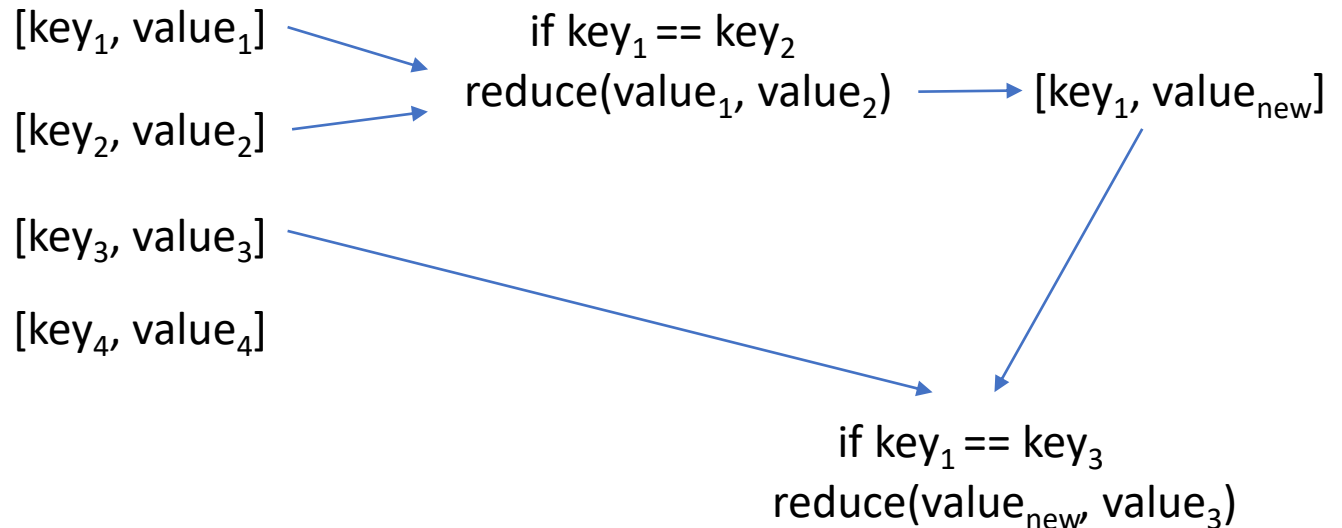 [key₁, value₁]
if key₁ == key₂
reduce(value₁, value₂)
[key₁, valueₙₑw]
[key₂, value₂]
[key₃, value₃]
[key₄, value₄]
if key₁ == key₃
reduce(valueₙₑw, value₃)